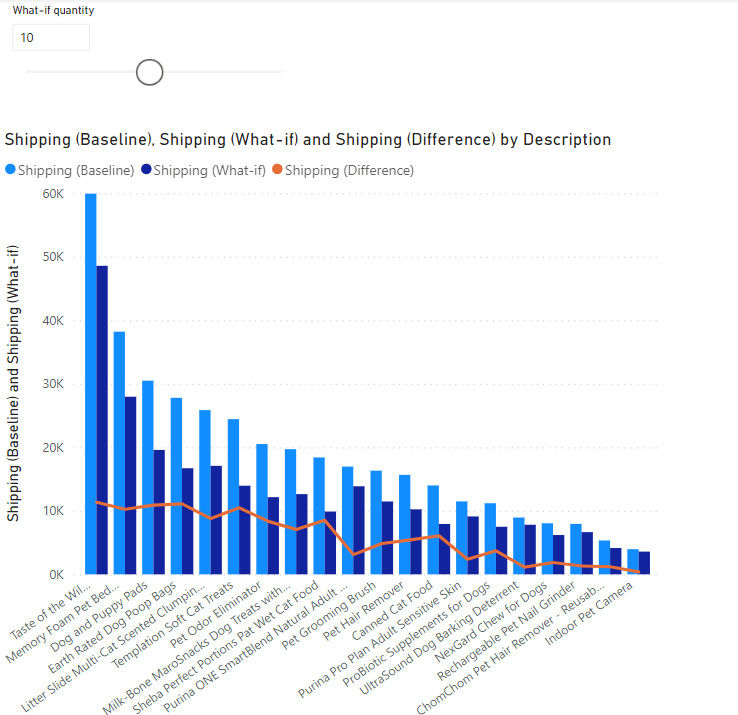 What-if quantity
10
Shipping (Baseline), Shipping (What-if) and Shipping (Difference) by Description
Shipping (Baseline) Shipping (What-if) Shipping (Difference)
Shipping (Baseline) and Shipping (What-if)
60K
50K
40K
30K
20K
10K
0K
Taste of the Wil...
Memory Foam Pet Bed...
Dog and Puppy Pads
Earth Rated Dog Poop Bags
Litter Slide Multi-Cat Scented Clumpin...
Templation Soft Cat Treats
Pet Odor Eliminator
Milk-Bone MaroSnacks Dog Treats with...
Sheba Perfect Portions Pat Wet Cat Food
Purina ONE SmartBlend Natural Adult ...
Pet Grooming Brush
Pet Hair Remover
Canned Cat Food
Purina Pro Plan Adult Sensitive Skin
ProBiotic Supplements for Dogs
UltraSound Dog Barking Deterrent
NexGard Chew for Dogs
Rechargeable Pet Nail Grinder
ChomChom Pet Hair Remover - Reusab...
Indoor Pet Camera